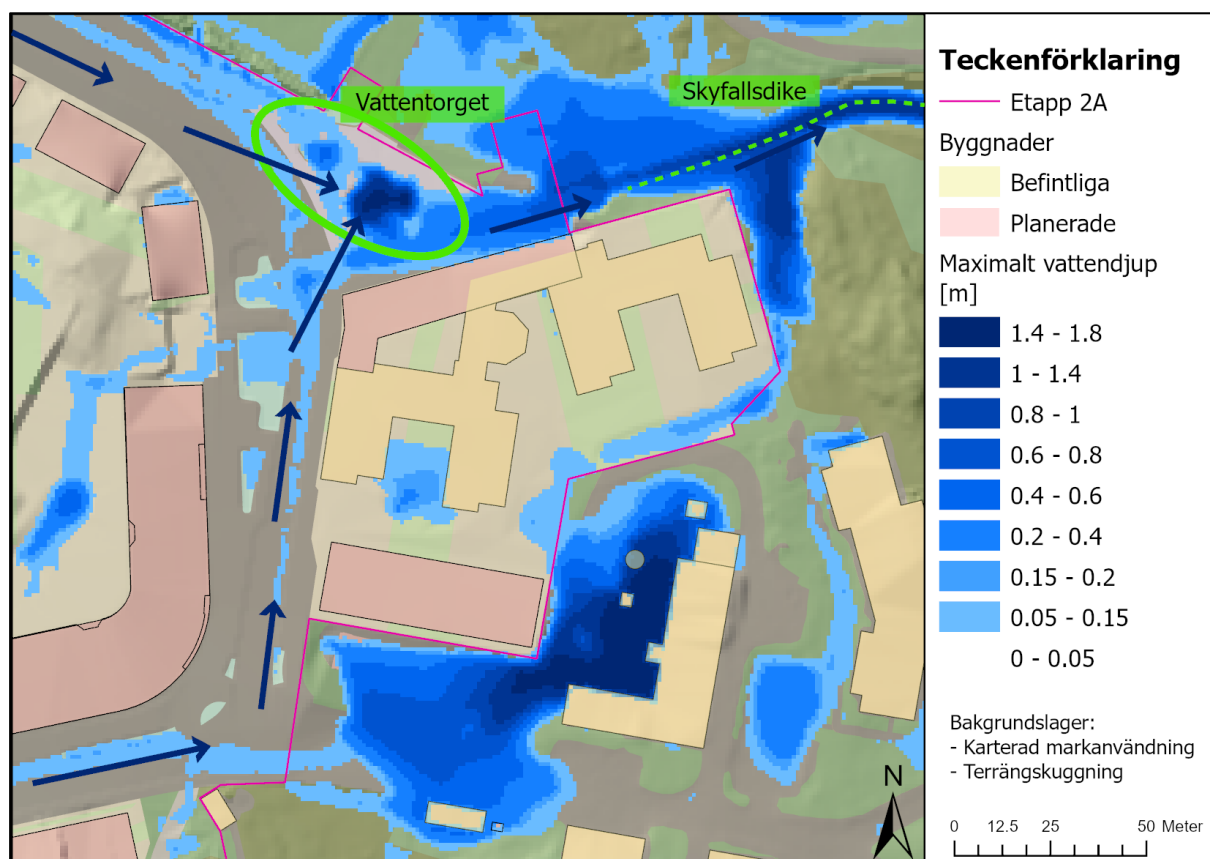 Vattentorget
Skyfallsdike
N
Teckenförklaring
Etapp 2A
Byggnader
Befintliga
Planerade
Maximalt vattendjup
[m]
1.4 - 1.8
1 - 1.4
0.8 - 1
0.6 - 0.8
0.4 - 0.6
0.2 - 0.4
0.15 - 0.2
0.05 - 0.15
0 - 0.05
Bakgrundslager:
- Karterad markanvändning
- Terrängskuggning
0 12.5 25 50 Meter